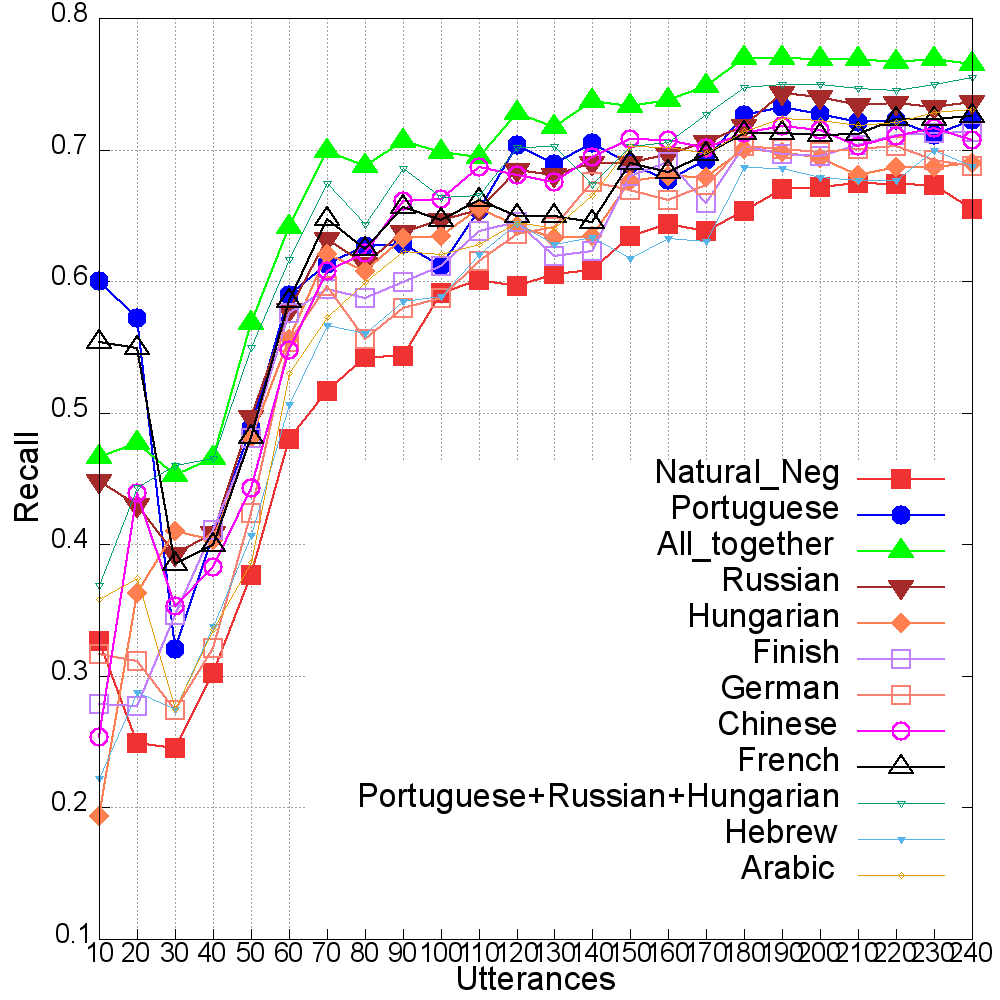 0.8
0.7
0.6
0.5
0.4
0.3
0.2
0.1
Recall
Natural_Neg
Portuguese
All_together
Russian
Hungarian
Finish
German
Chinese
French
Portuguese+Russian+Hungarian
Hebrew
Arabic
10 20 30 40 50 60 70 80 90 100 110 120 130 140 150 160 170 180 190 200 210 220 230 240
Utterances